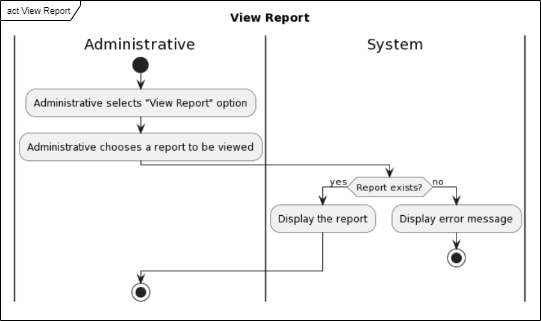 act View Report
View Report
Administrative
System
Administrative selects "View Report" option
Administrative chooses a report to be viewed
yes
Report exists?
no
Display the report
Display error message